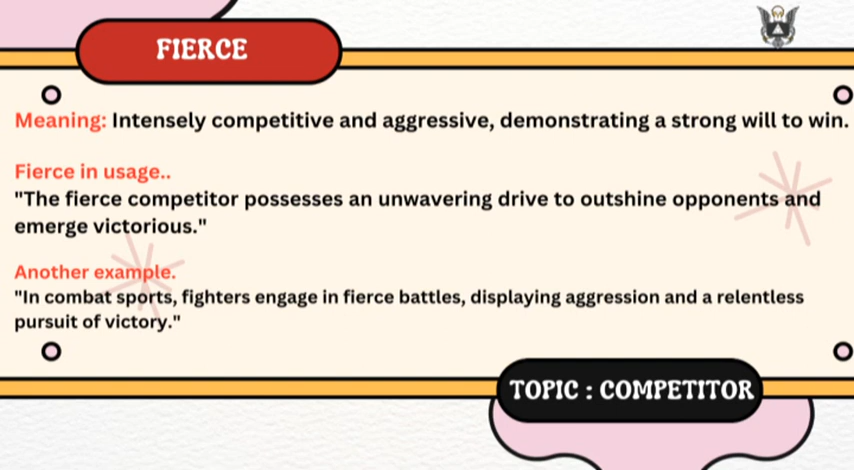 FIERCE
Meaning: Intensely competitive and aggressive, demonstrating a strong will to win.
Fierce in usage..
"The fierce competitor possesses an unwavering drive to outshine opponents and
emerge victorious."
Another example.
"In combat sports, fighters engage in fierce battles, displaying aggression and a relentless
pursuit of victory."
TOPIC : COMPETITOR